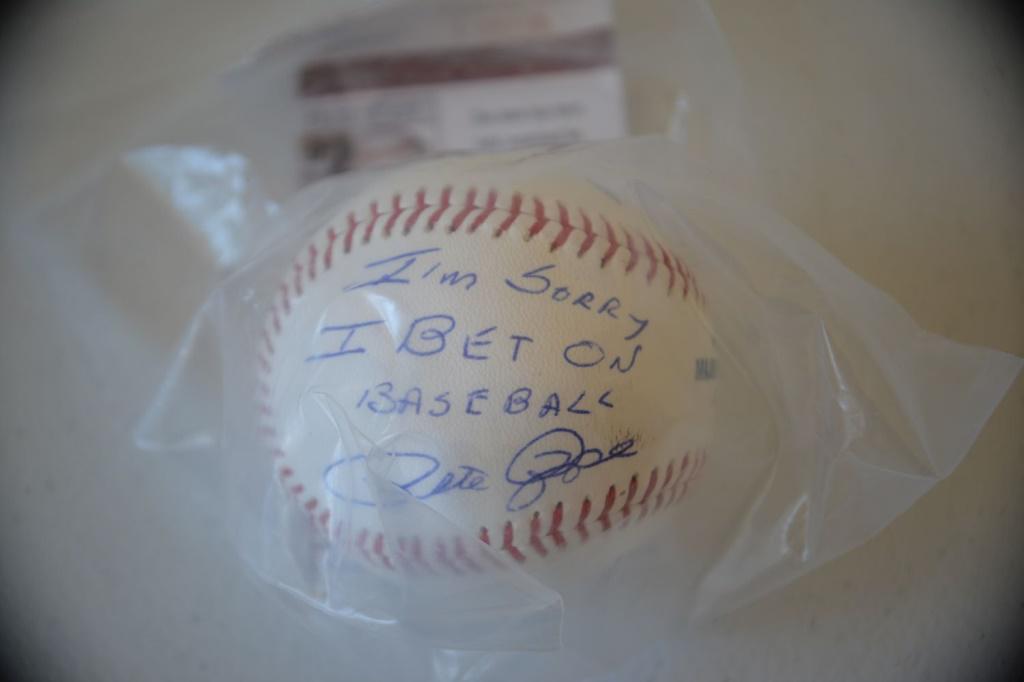 I'm Sorry
I BET ON
BASEBALL
Pete Rose